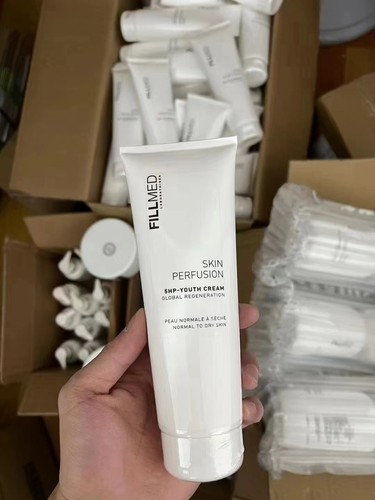 FILLMED
LABORATOIRES
SKIN
PERFUSION
5HP-YOUTH CREAM
GLOBAL REGENERATION
PEAU NORMALE À SÈCHE
NORMAL TO DRY SKIN